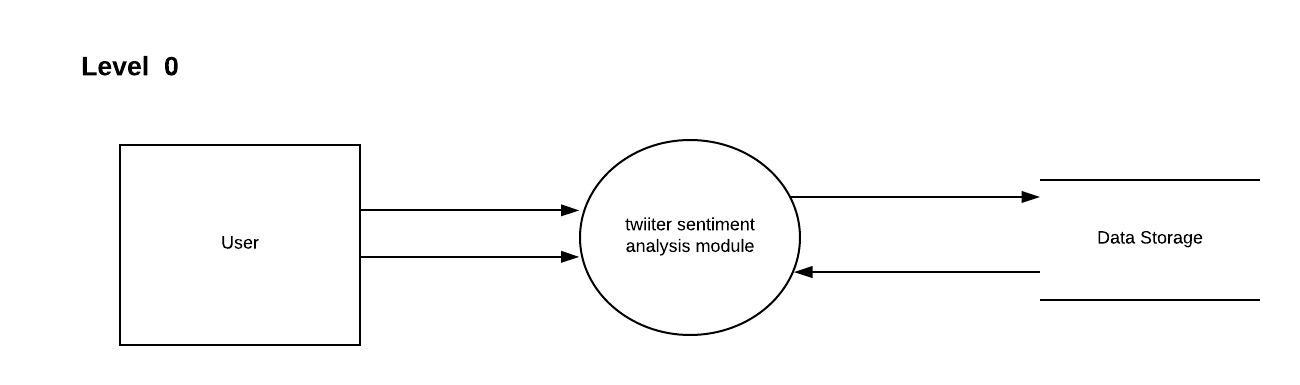 Level 0
User
twiiter sentiment
analysis module
Data Storage